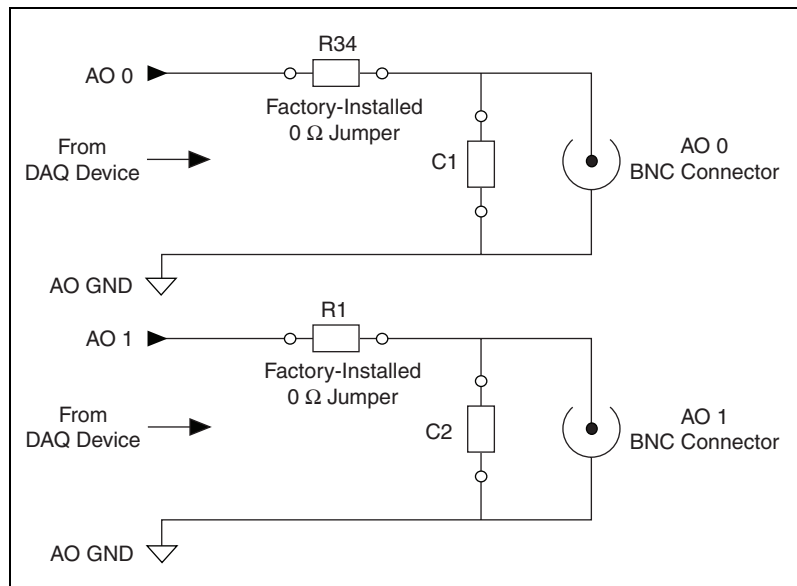 R34
AO 0
Factory-Installed
0 Ω Jumper
From
DAQ Device
C1
AO 0
BNC Connector
AO GND
R1
AO 1
Factory-Installed
0 Ω Jumper
From
DAQ Device
C2
AO 1
BNC Connector
AO GND